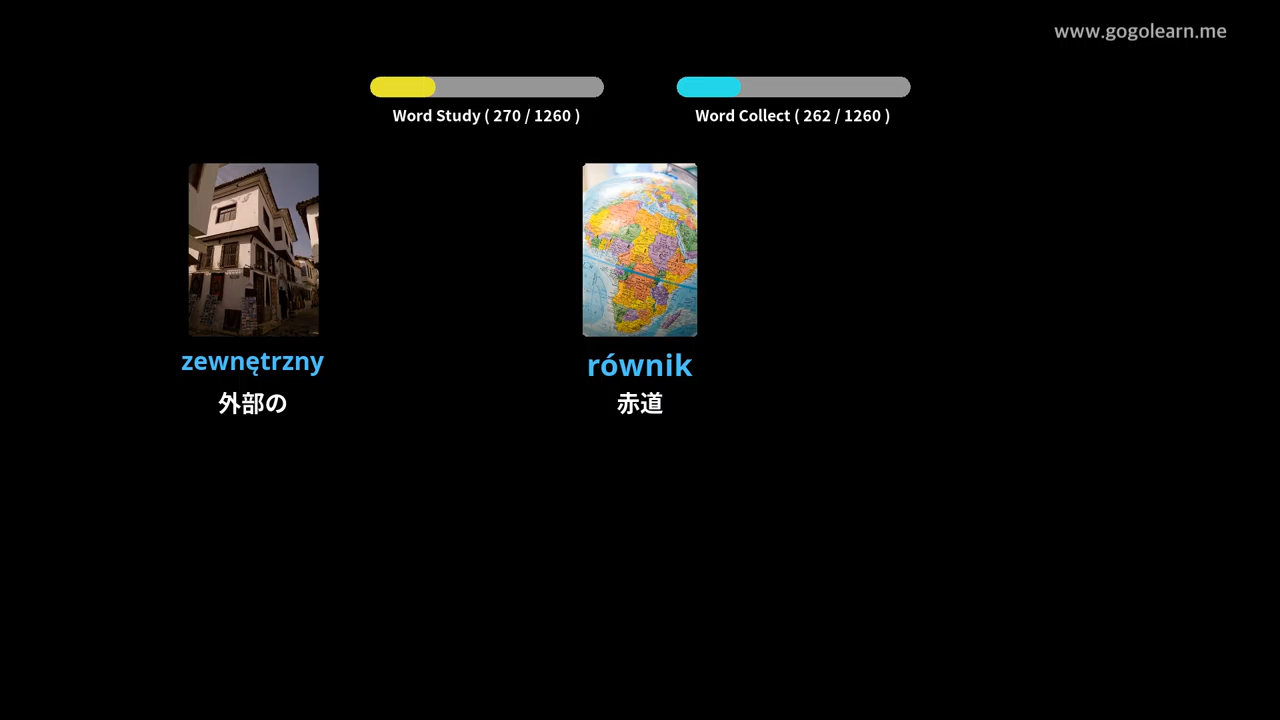 www.gogolearn.me
Word Study ( 270 / 1260 )
Word Collect ( 262 / 1260 )
zewnętrzny
外部の
równik
赤道